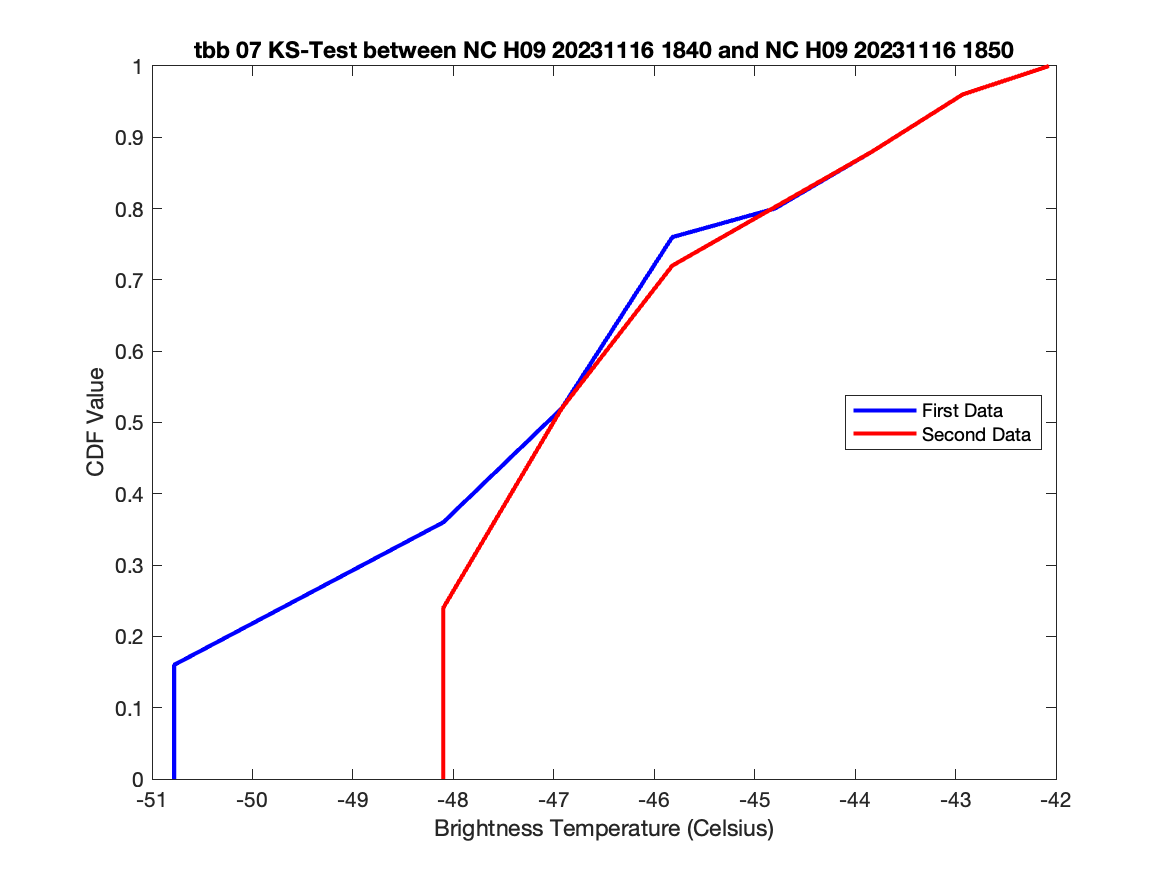 tbb 07 KS-Test between NC H09 20231116 1840 and NC H09 20231116 1850
1
0.9
0.8
0.7
0.6
0.5
0.4
0.3
0.2
0.1
0
CDF Value
First Data
Second Data
-51 -50 -49 -48 -47 -46 -45 -44 -43 -42
Brightness Temperature (Celsius)